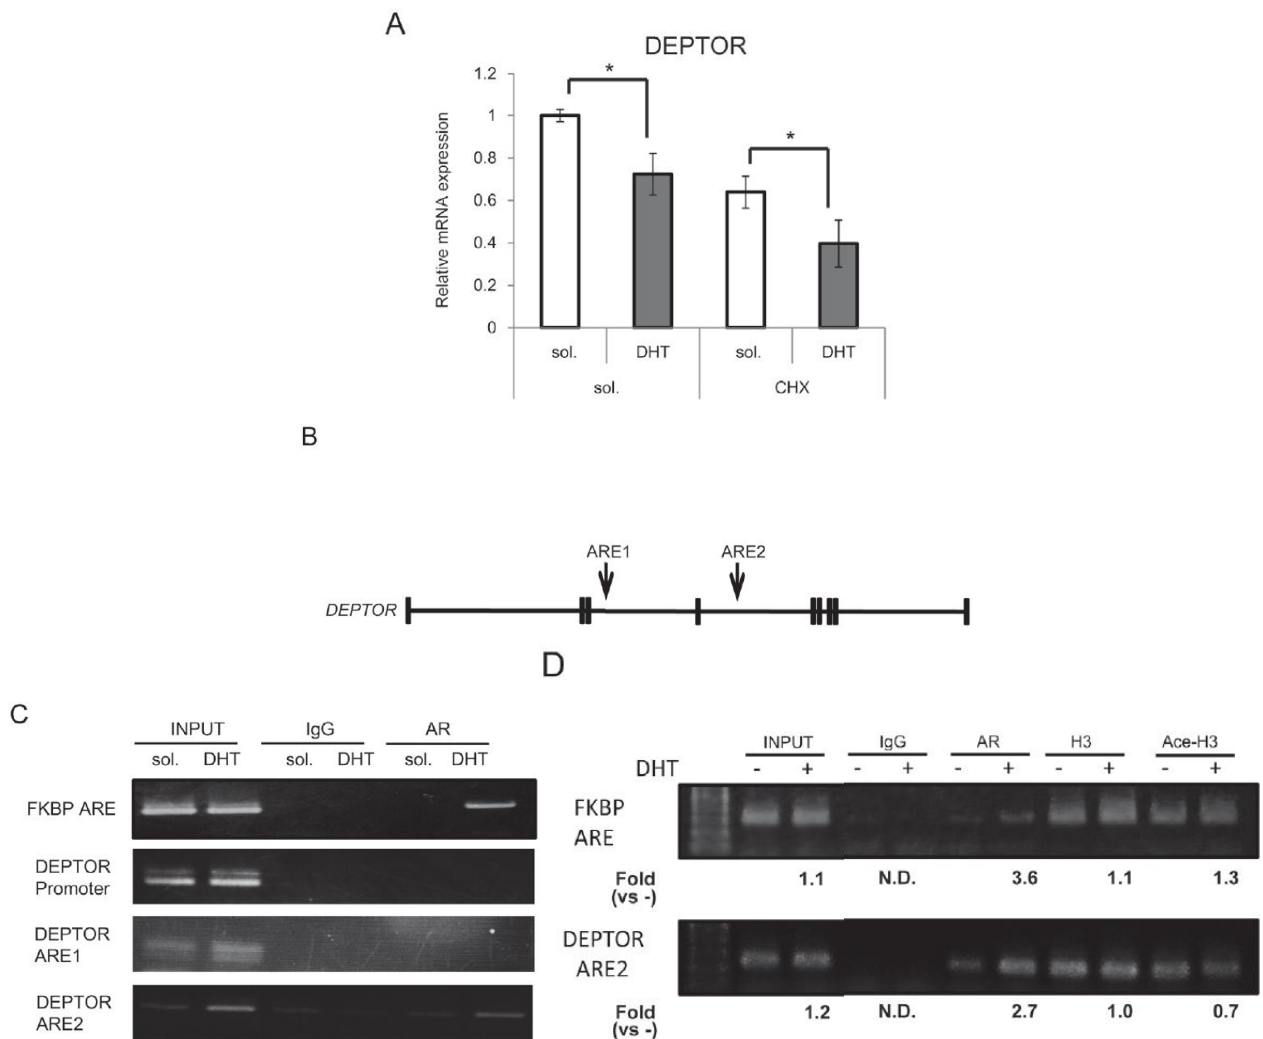 A
DEPTOR
Relative mRNA expression
1.2
1
0.8
0.6
0.4
0.2
0
*
*
sol. DHT sol. DHT
sol. CHX
B
ARE1 ARE2
DEPTOR
C
INPUT IgG AR
sol. DHT sol. DHT sol. DHT
FKBP ARE
DEPTOR
Promoter
DEPTOR
ARE1
DEPTOR
ARE2
D
INPUT IgG AR H3 Ace-H3
DHT - + - + - + - + - +
FKBP
ARE
Fold 1.1 N.D. 3.6 1.1 1.3
(vs -)
DEPTOR
ARE2
Fold 1.2 N.D. 2.7 1.0 0.7
(vs -)